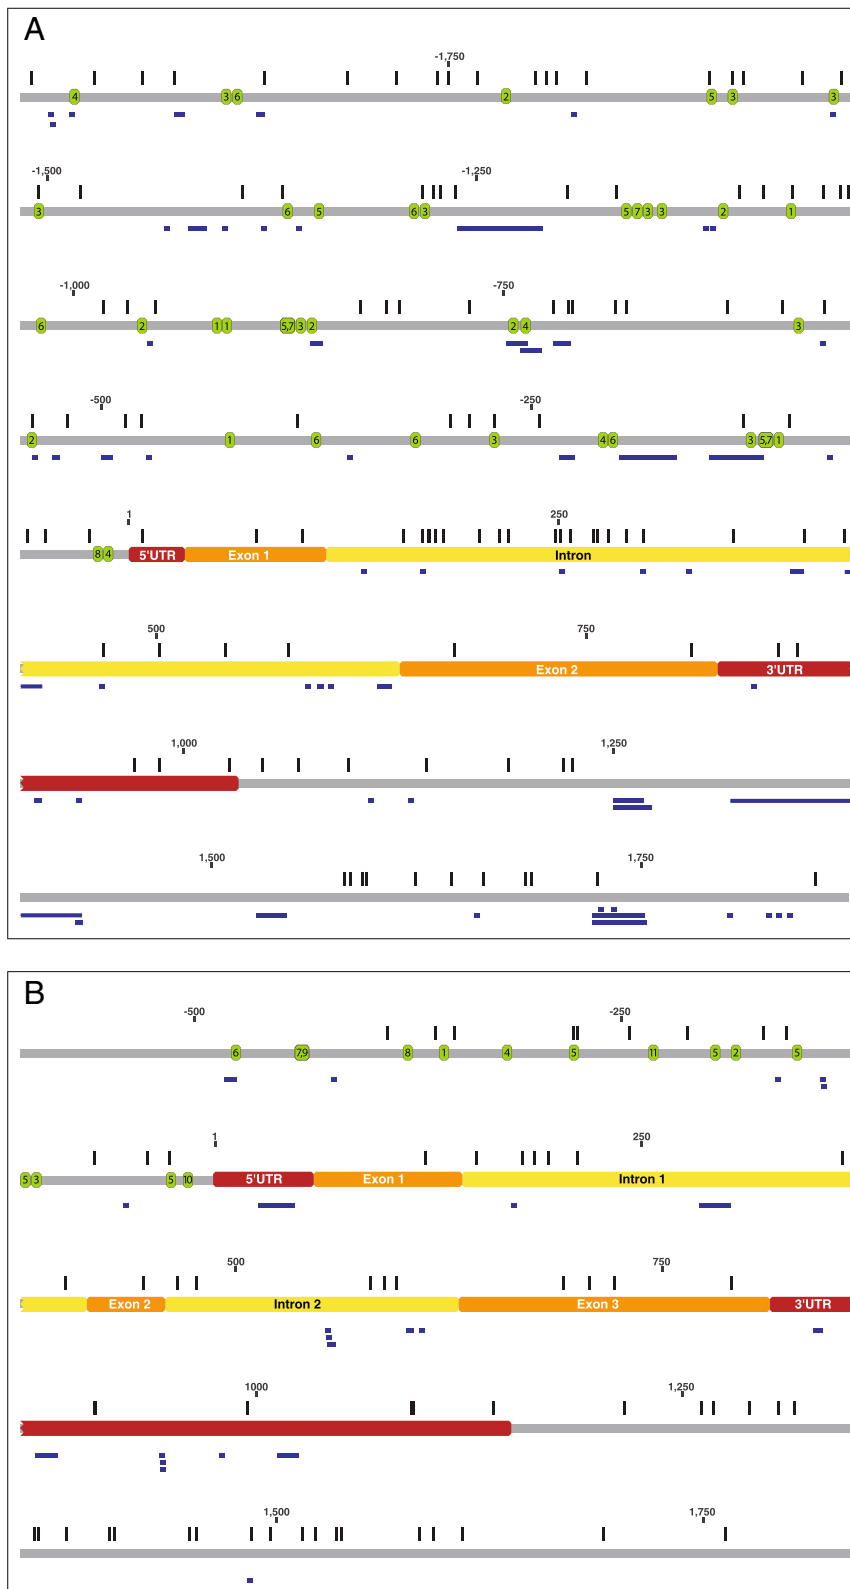 A
-1,750
4 3 6 2 5 3 3
-1,500 -1,250
3 6 5 6 3 5 7 3 3 2 1
-1,000 -750
6 2 1 1 5,7 3 2 2 4 3
-500 -250
2 1 6 6 3 4 6 3 5,7 1
1 250
8 4 5'UTR Exon 1 Intron
500 750
Exon 2 3'UTR
1,000 1,250
1,500 1,750
B
-500 -250
6 7,9 8 1 4 5 11 5 2 5
1 250
5 3 5 10 5'UTR Exon 1 Intron 1
500 750
Exon 2 Intron 2 Exon 3 3'UTR
1000 1,250
1,500 1,750